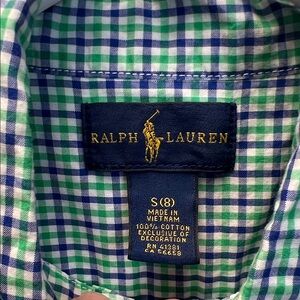 RALPH LAUREN
S(8)
MADE IN
VIETNAM
100% COTTON
EXCLUSIVE OF
DECORATION
RN 41381
CA 56658